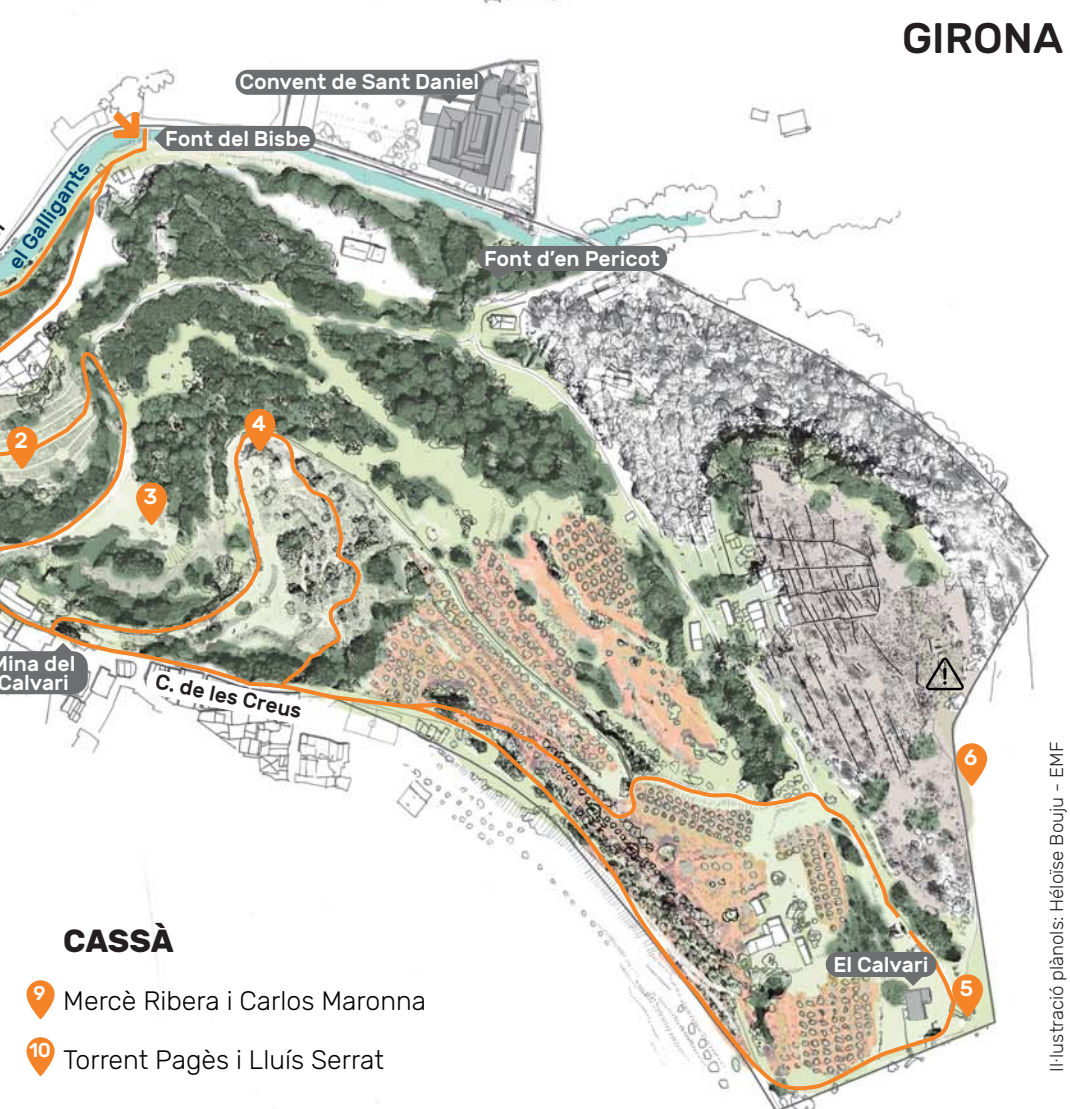 GIRONA
Convent de Sant Daniel
Font del Bisbe
el Galligants
Font d'en Pericot
4
2
3
Mina del
Calvari
C. de les Creus
6
El Calvari
5
CASSÀ
9 Mercè Ribera i Carlos Maronna
10 Torrent Pagès i Lluís Serrat
Il·lustració plànols: Héloïse Bouju - EMF